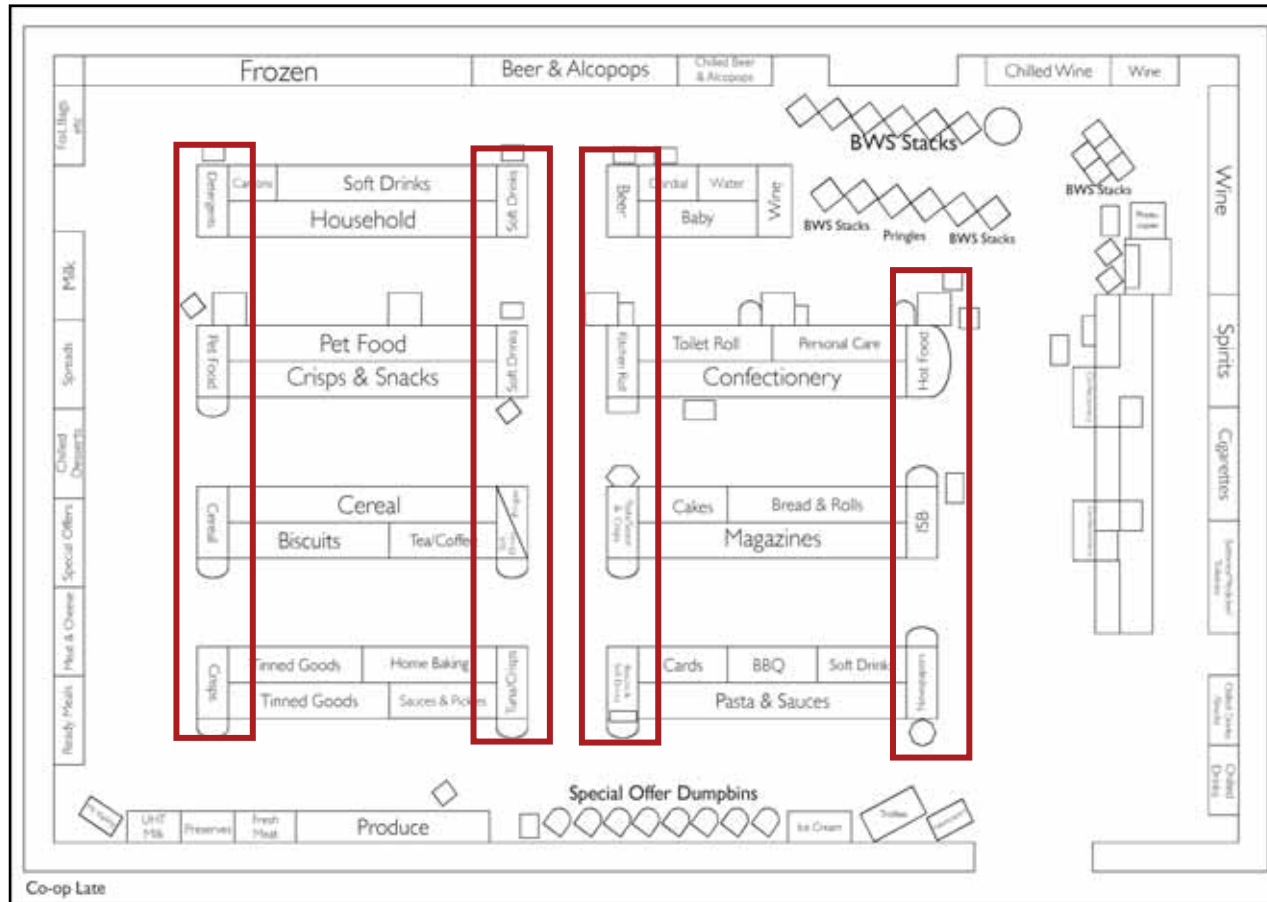 Frozen
Beer & Alcopops
Chilled Beer
& Alcopops
Chilled Wine
Wine
Foil, Bags
etc
BWS Stacks
BWS Stacks
Detergents
Soft Drinks
Soft Drinks
Household
Beer
Cordial
Water
Wine
Baby
BWS Stacks
Pringles
BWS Stacks
Wine
Milk
Pet Food
Pet Food
Crisps & Snacks
Soft Drinks
Kitchen Roll
Toilet Roll
Personal Care
Confectionery
Hot Food
Spreads
Spirits
Chilled
Desserts
Cereal
Cereal
Biscuits
Tea/Coffee
Cakes
Bread & Rolls
Magazines
ISB
Cigarettes
Special Offers
Meat & Cheese
Crisps
Tinned Goods
Home Baking
Tinned Goods
Sauces & Pickles
Tuna/Crisps
Cards
BBQ
Soft Drinks
Pasta & Sauces
Newspapers
Ready Meals
Chilled
Drinks
Special Offer Dumpbins
UHT
Milk
Preserves
Fresh
Meat
Produce
Ice Cream
Trollies
Co-op Late